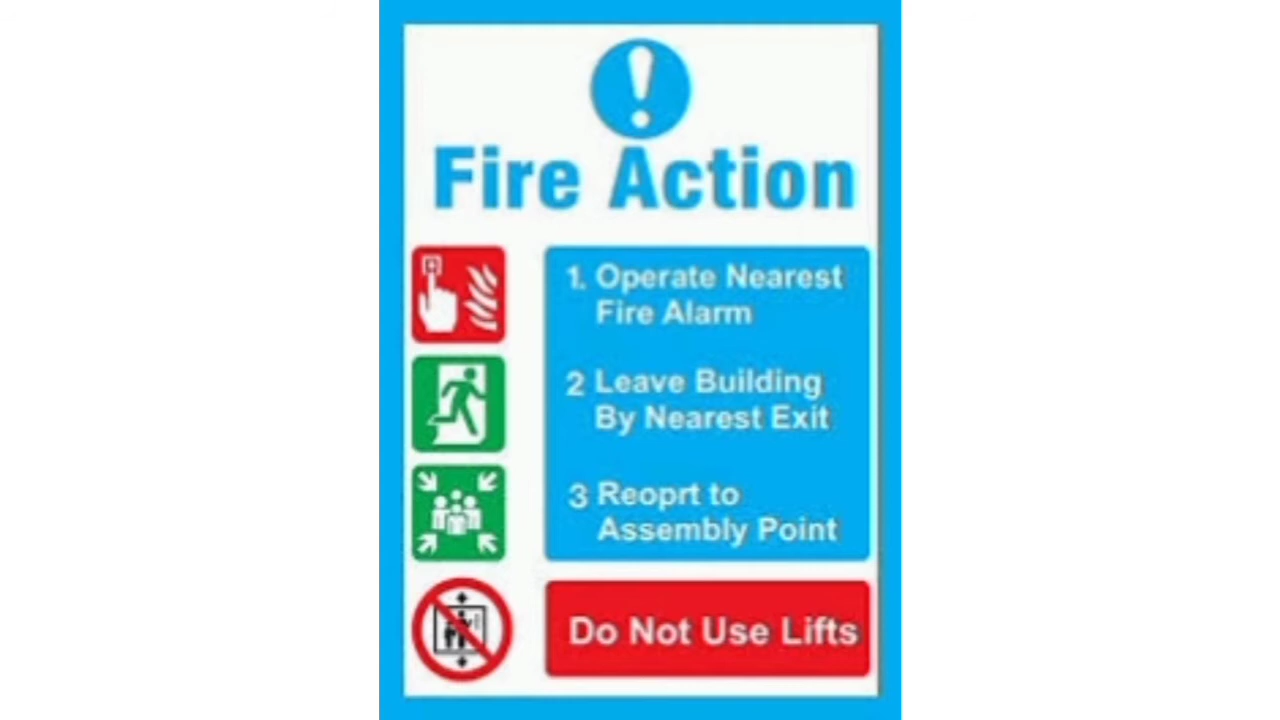 Fire Action
1. Operate Nearest
Fire Alarm
2 Leave Building
By Nearest Exit
3 Reoprt to
Assembly Point
Do Not Use Lifts